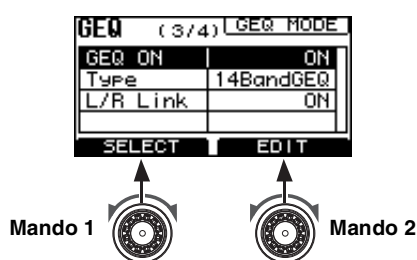 GEQ (3/4) GEQ MODE
GEQ ON ON
Type 14BandGEQ
L/R Link ON
SELECT EDIT
Mando 1 Mando 2